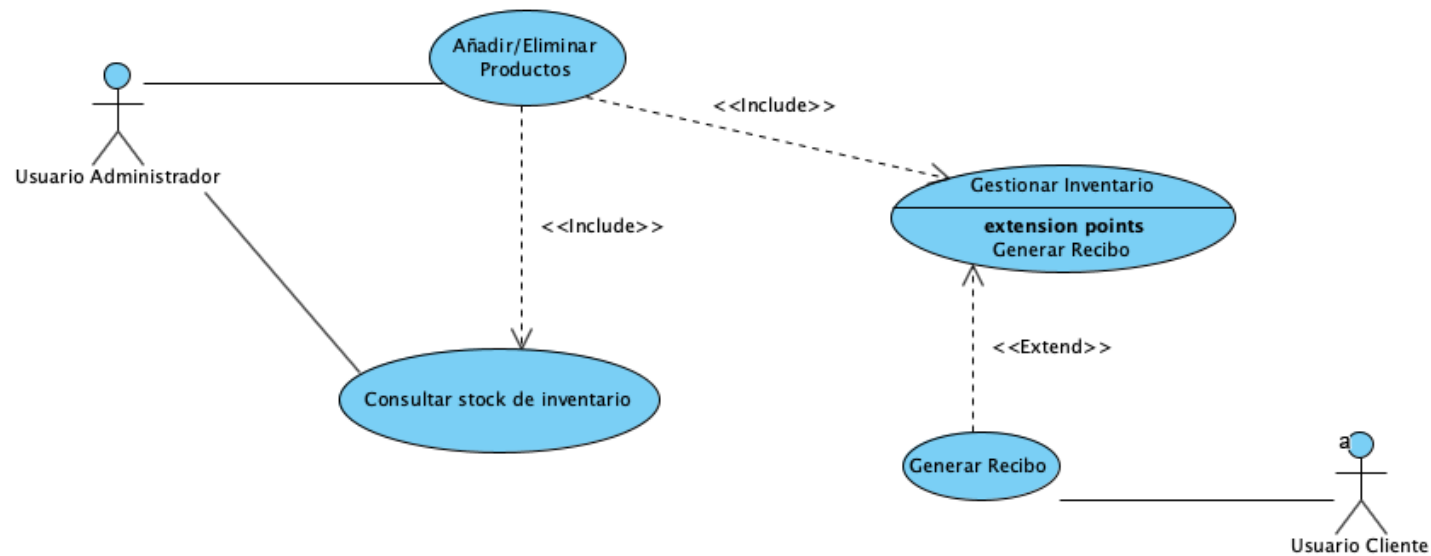 Añadir/Eliminar
Productos
<<Include>>
Usuario Administrador
Gestionar Inventario
extension points
Generar Recibo
<<Include>>
<<Extend>>
Consultar stock de inventario
a
Generar Recibo
Usuario Cliente